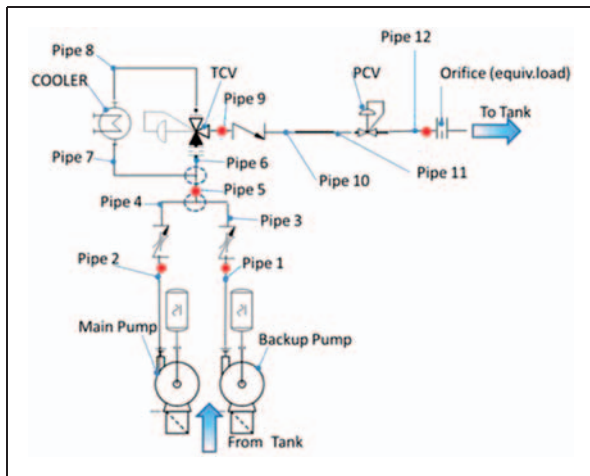 Pipe 8
COOLER
TCV
Pipe 9
PCV
Pipe 12
Orifice (equiv.load)
To Tank
Pipe 7
Pipe 6
Pipe 5
Pipe 10
Pipe 11
Pipe 4
Pipe 3
Pipe 2
Pipe 1
Main Pump
Backup Pump
From Tank